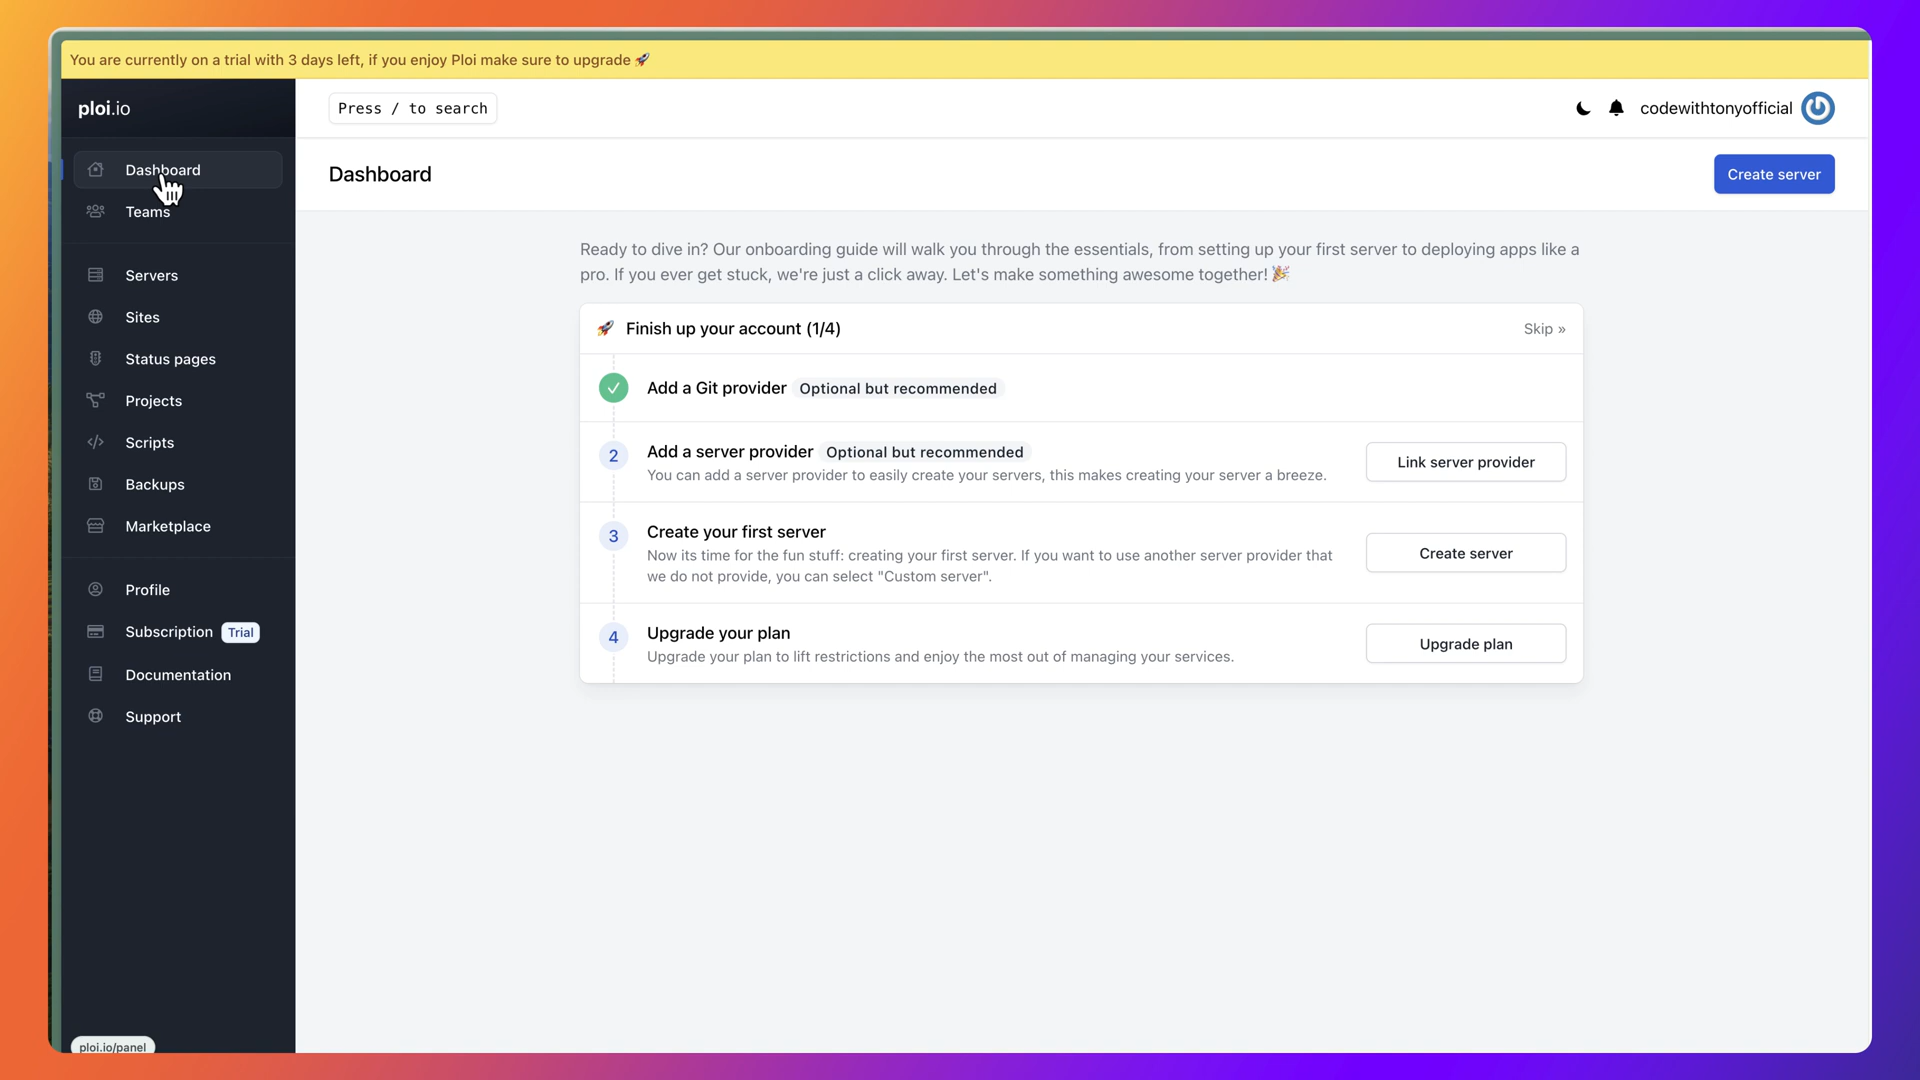 You are currently on a trial with 3 days left, if you enjoy Ploi make sure to upgrade 🚀
ploi.io
Press / to search
codewithtonyofficial
Dashboard
Teams
Servers
Sites
Status pages
Projects
Scripts
Backups
Marketplace
Profile
Subscription Trial
Documentation
Support
ploi.io/panel
Dashboard
Create server
Ready to dive in? Our onboarding guide will walk you through the essentials, from setting up your first server to deploying apps like a
pro. If you ever get stuck, we're just a click away. Let's make something awesome together! 🎉
🚀 Finish up your account (1/4)
Skip »
Add a Git provider Optional but recommended
2
Add a server provider Optional but recommended
You can add a server provider to easily create your servers, this makes creating your server a breeze.
Link server provider
3
Create your first server
Now its time for the fun stuff: creating your first server. If you want to use another server provider that
we do not provide, you can select "Custom server".
Create server
4
Upgrade your plan
Upgrade your plan to lift restrictions and enjoy the most out of managing your services.
Upgrade plan